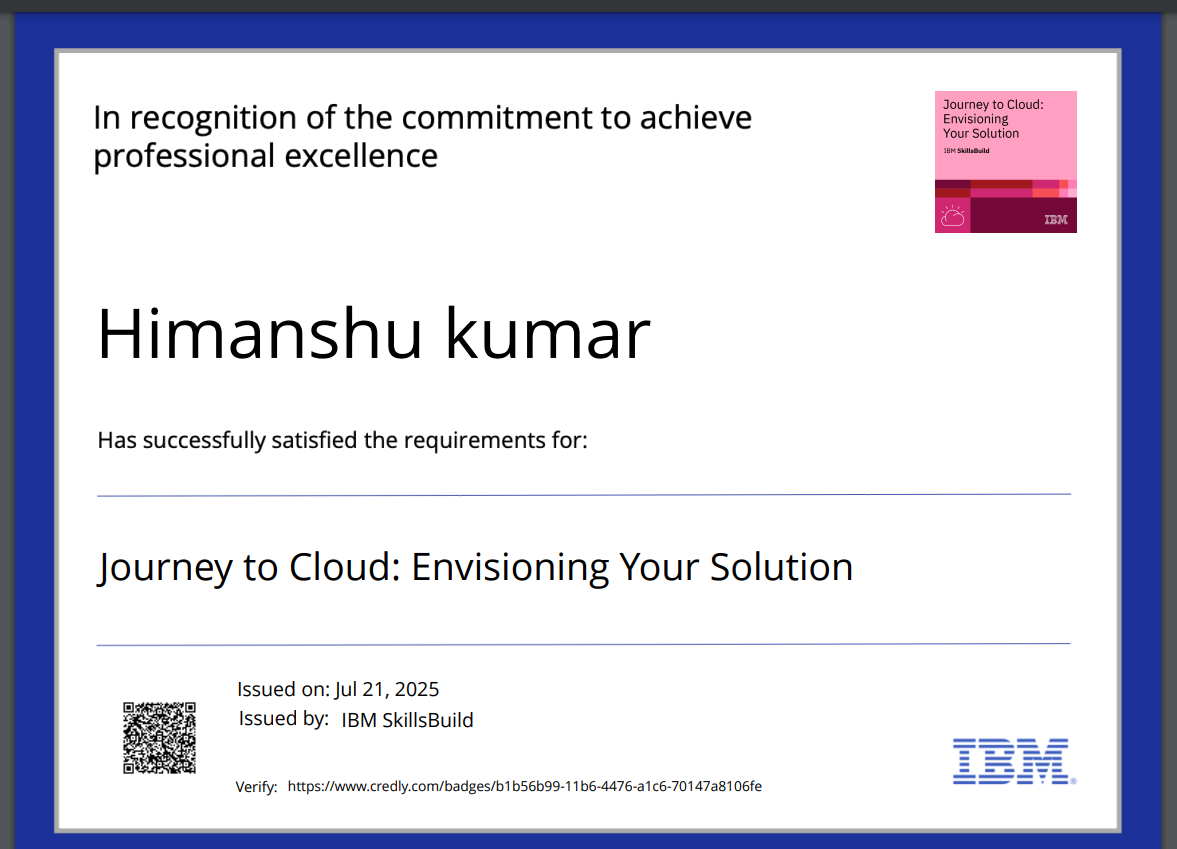 In recognition of the commitment to achieve
professional excellence
Journey to Cloud:
Envisioning
Your Solution
IBM SkillsBuild
IBM
Himanshu kumar
Has successfully satisfied the requirements for:
Journey to Cloud: Envisioning Your Solution
Issued on: Jul 21, 2025
Issued by: IBM SkillsBuild
Verify: https://www.credly.com/badges/b1b56b99-11b6-4476-a1c6-70147a8106fe
IBM®